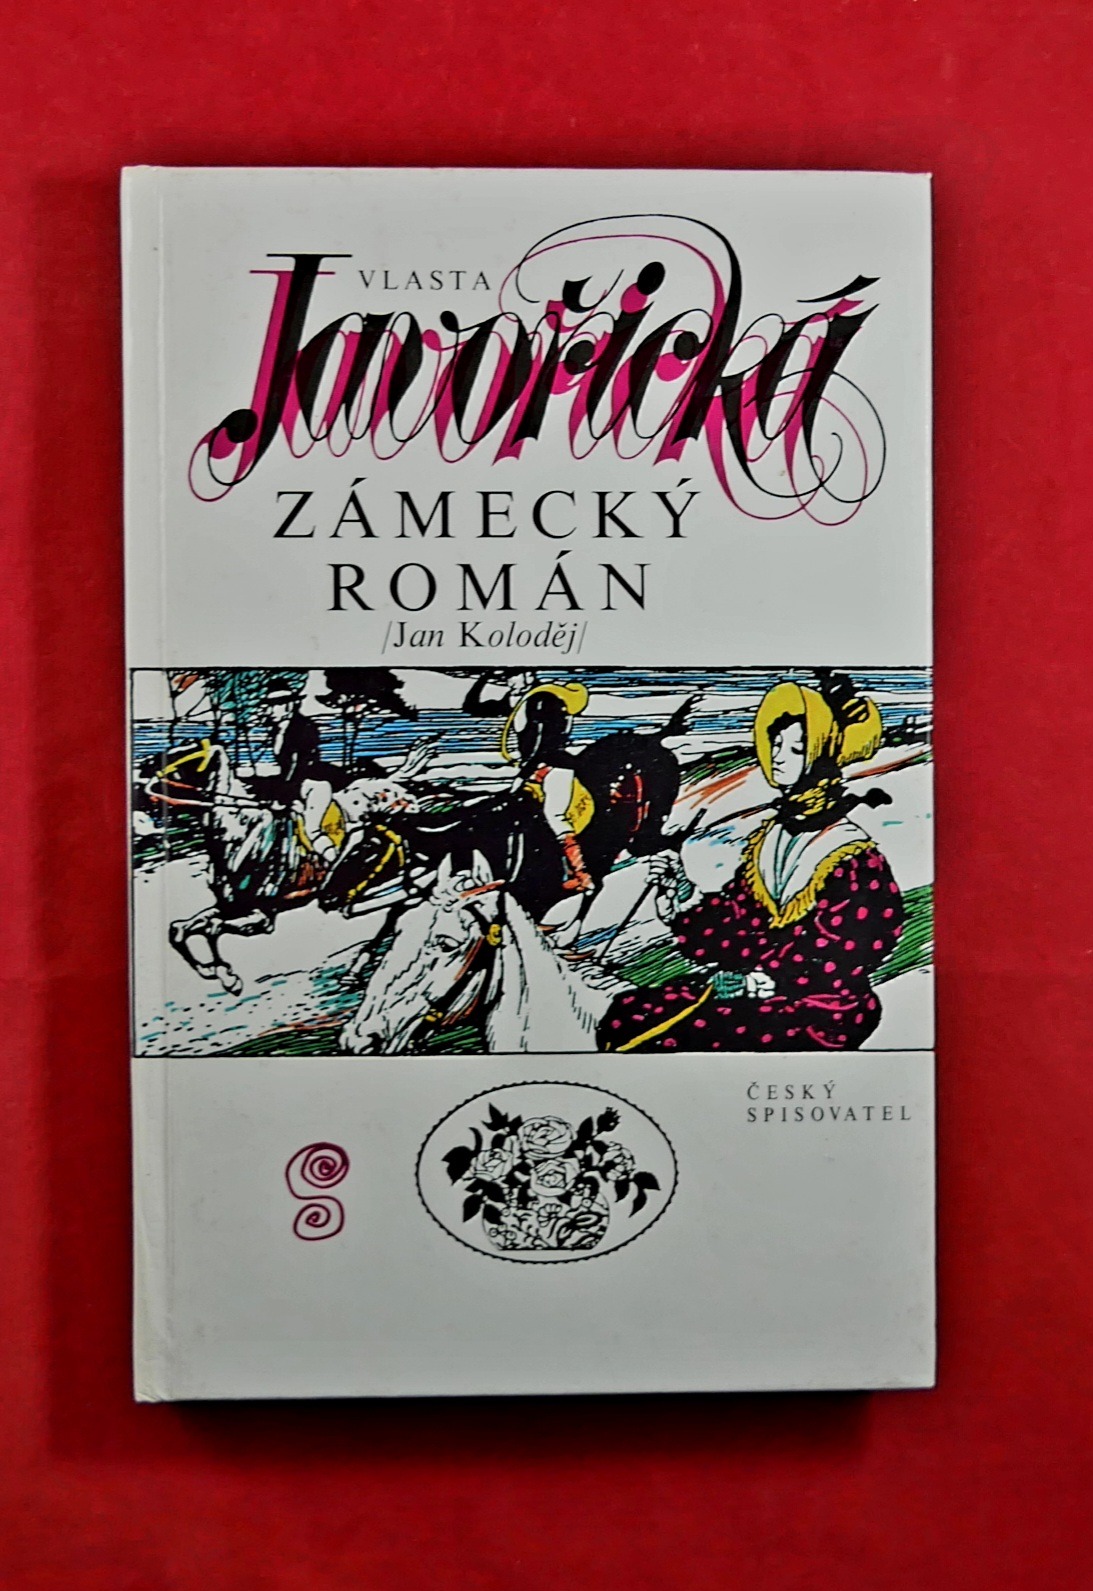 VLASTA
Javořická
ZÁMECKÝ
ROMÁN
/Jan Koloděj/
ČESKÝ
SPISOVATEL